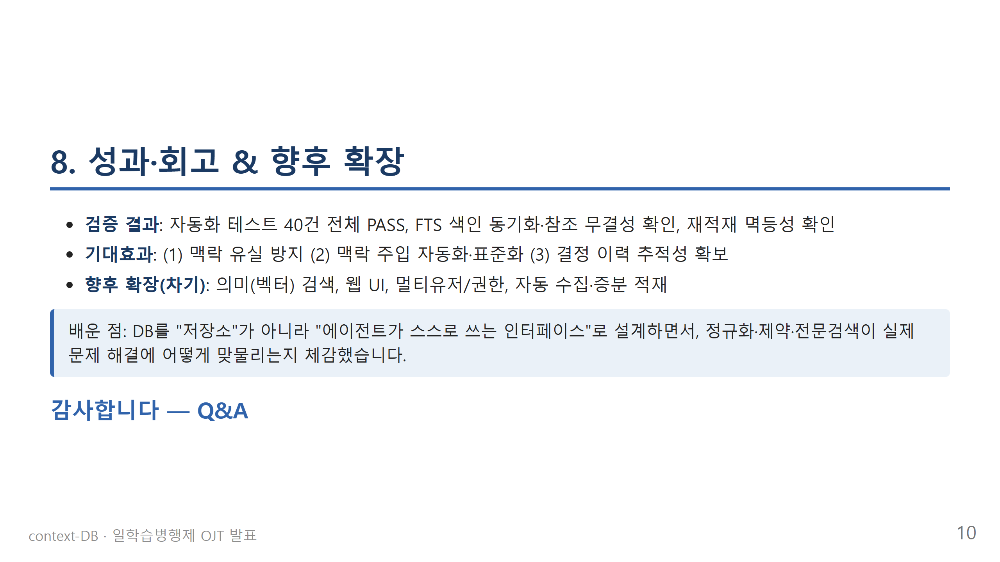 8. 성과·회고 & 향후 확장
• 검증 결과: 자동화 테스트 40건 전체 PASS, FTS 색인 동기화·참조 무결성 확인, 재적재 멱등성 확인
• 기대효과: (1) 맥락 유실 방지 (2) 맥락 주입 자동화·표준화 (3) 결정 이력 추적성 확보
• 향후 확장(차기): 의미(벡터) 검색, 웹 UI, 멀티유저/권한, 자동 수집·증분 적재
배운 점: DB를 "저장소"가 아니라 "에이전트가 스스로 쓰는 인터페이스"로 설계하면서, 정규화·제약·전문검색이 실제
문제 해결에 어떻게 맞물리는지 체감했습니다.
감사합니다 — Q&A
context-DB · 일학습병행제 OJT 발표
10